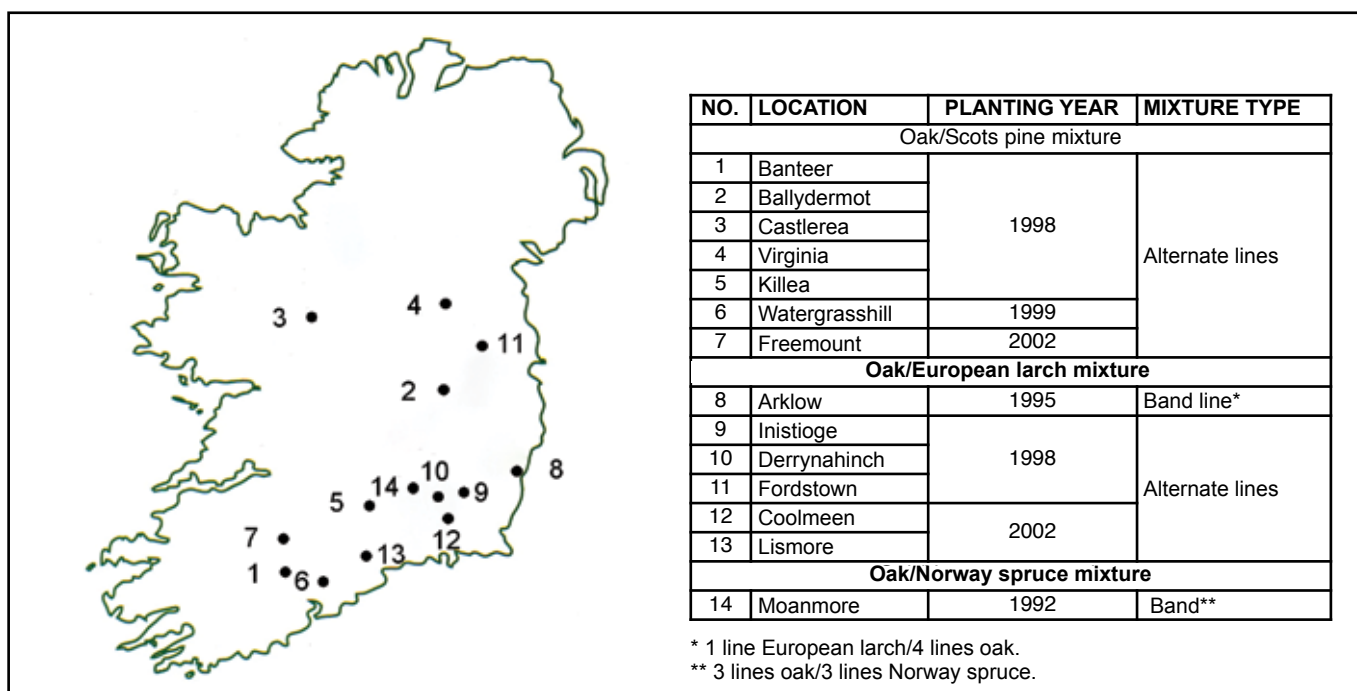 4
3
11
2
8
10
14
9
5
12
7
13
1
6
NO. LOCATION PLANTING YEAR MIXTURE TYPE
Oak/Scots pine mixture
1 Banteer 1998 Alternate lines
2 Ballydermot
3 Castlerea
4 Virginia
5 Killea
6 Watergrasshill 1999
7 Freemount 2002
Oak/European larch mixture
8 Arklow 1995 Band line*
9 Inistioge 1998 Alternate lines
10 Derrynahinch
11 Fordstown
12 Coolmeen 2002
13 Lismore
Oak/Norway spruce mixture
14 Moanmore 1992 Band**
* 1 line European larch/4 lines oak.
** 3 lines oak/3 lines Norway spruce.